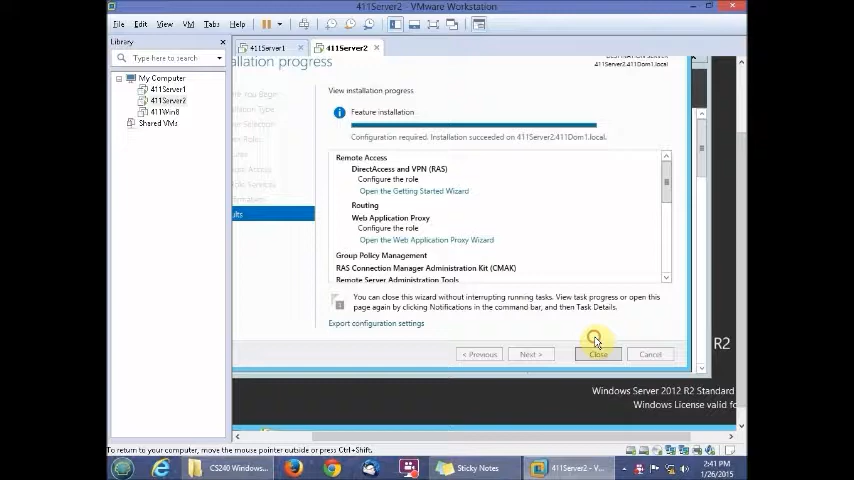 411Server2 - VMware Workstation
File Edit View VM Tabs Help
Library
Type here to search
My Computer
411Server1
411Server2
411Win8
Shared VMs
411Server1
411Server2
allation progress
411Server2.411Dom1.local
View installation progress
Feature installation
Configuration required. Installation succeeded on 411Server2.411Dom1.local.
ults
Remote Access
DirectAccess and VPN (RAS)
Configure the role
Open the Getting Started Wizard
Routing
Web Application Proxy
Configure the role
Open the Web Application Proxy Wizard
Group Policy Management
RAS Connection Manager Administration Kit (CMAK)
Remote Server Administration Tools
You can close this wizard without interrupting running tasks. View task progress or open this
page again by clicking Notifications in the command bar, and then Task Details.
Export configuration settings
< Previous Next > Close Cancel
R2
Windows Server 2012 R2 Standard
Windows License valid fo
To return to your computer, move the mouse pointer outside or press Ctrl+Shift.
CS240 Windows...
Sticky Notes
411Server2 - V...
2:41 PM
1/26/2015